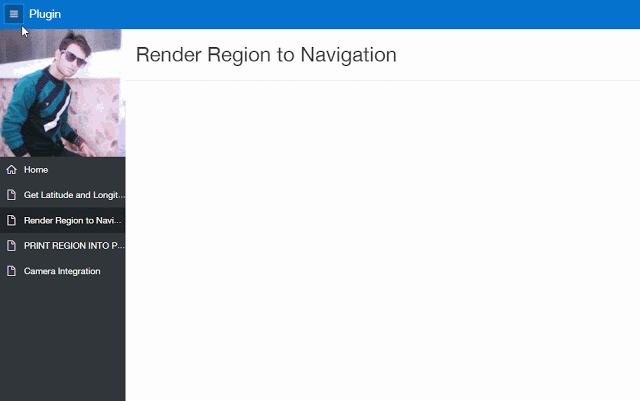 Plugin
Render Region to Navigation
Home
Get Latitude and Longit...
Render Region to Navi...
PRINT REGION INTO P...
Camera Integration